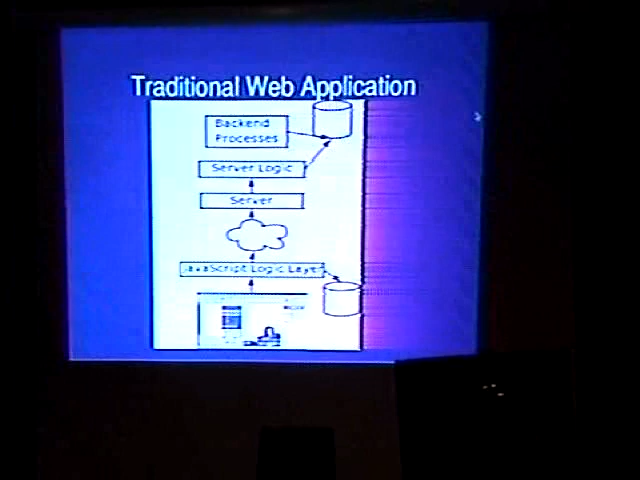 Traditional Web Application
Backend
Processes
Server Logic
Server
JavaScript Logic Layer